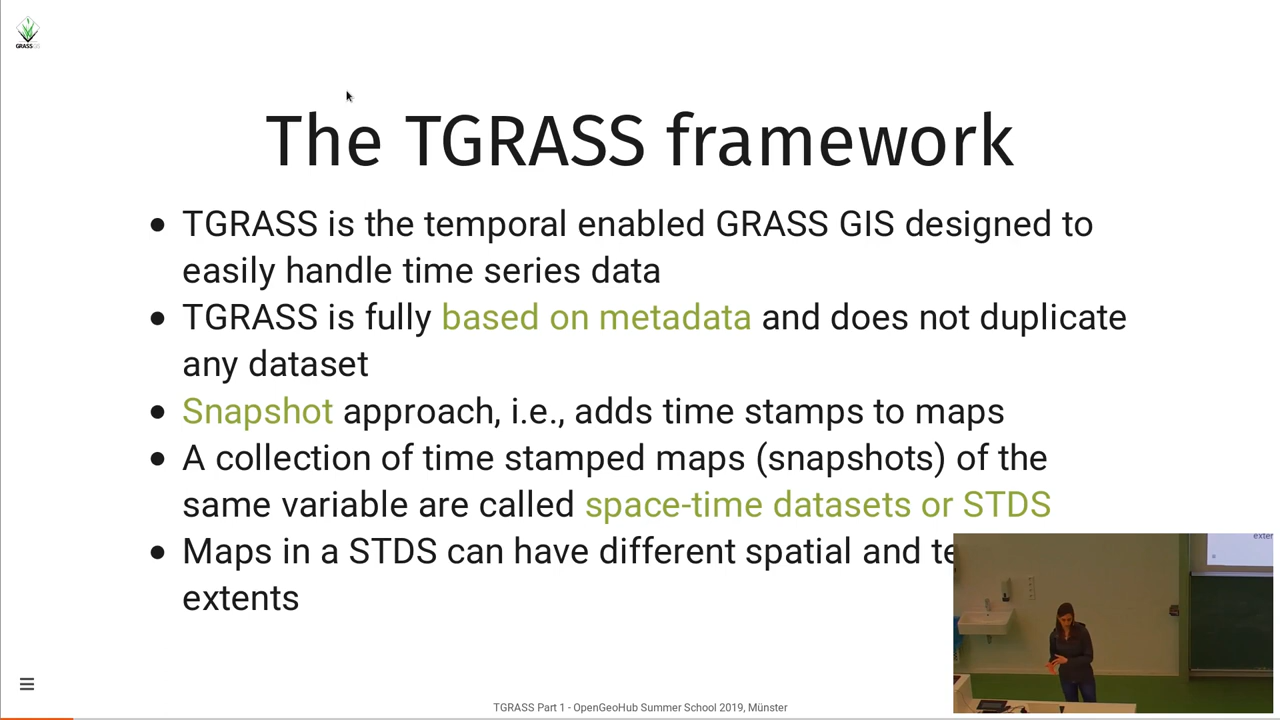 GRASS GIS
The TGRASS framework
• TGRASS is the temporal enabled GRASS GIS designed to
easily handle time series data
• TGRASS is fully based on metadata and does not duplicate
any dataset
• Snapshot approach, i.e., adds time stamps to maps
• A collection of time stamped maps (snapshots) of the
same variable are called space-time datasets or STDS
• Maps in a STDS can have different spatial and te
extents
exter
TGRASS Part 1 - OpenGeoHub Summer School 2019, Münster